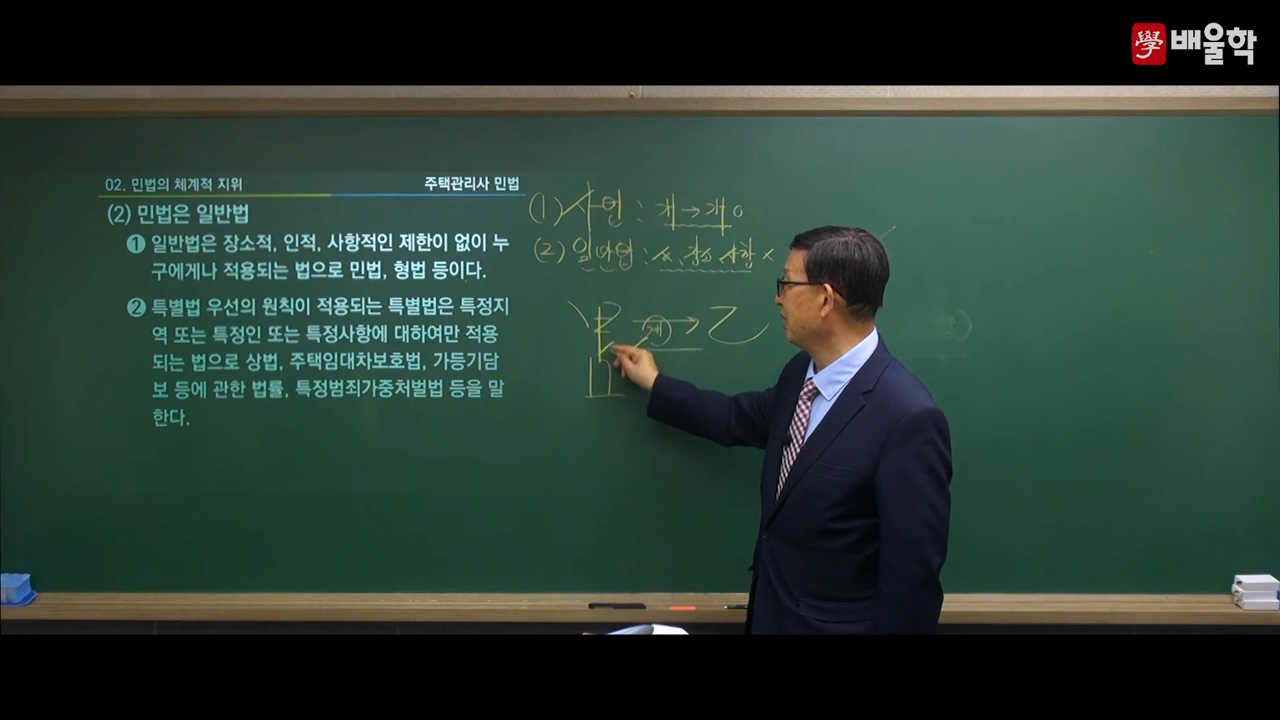 學 배울학
02. 민법의 체계적 지위
주택관리사 민법
(2) 민법은 일반법
❶ 일반법은 장소적, 인적, 사항적인 제한이 없이 누
구에게나 적용되는 법으로 민법, 형법 등이다.
❷ 특별법 우선의 원칙이 적용되는 특별법은 특정지
역 또는 특정인 또는 특정사항에 대하여만 적용
되는 법으로 상법, 주택임대차보호법, 가등기담
보 등에 관한 법률, 특정범죄가중처벌법 등을 말
한다.
(1) 사면 : 개→개 ○
(2) 일반법 : 장소 사항 ×
甲 → 乙